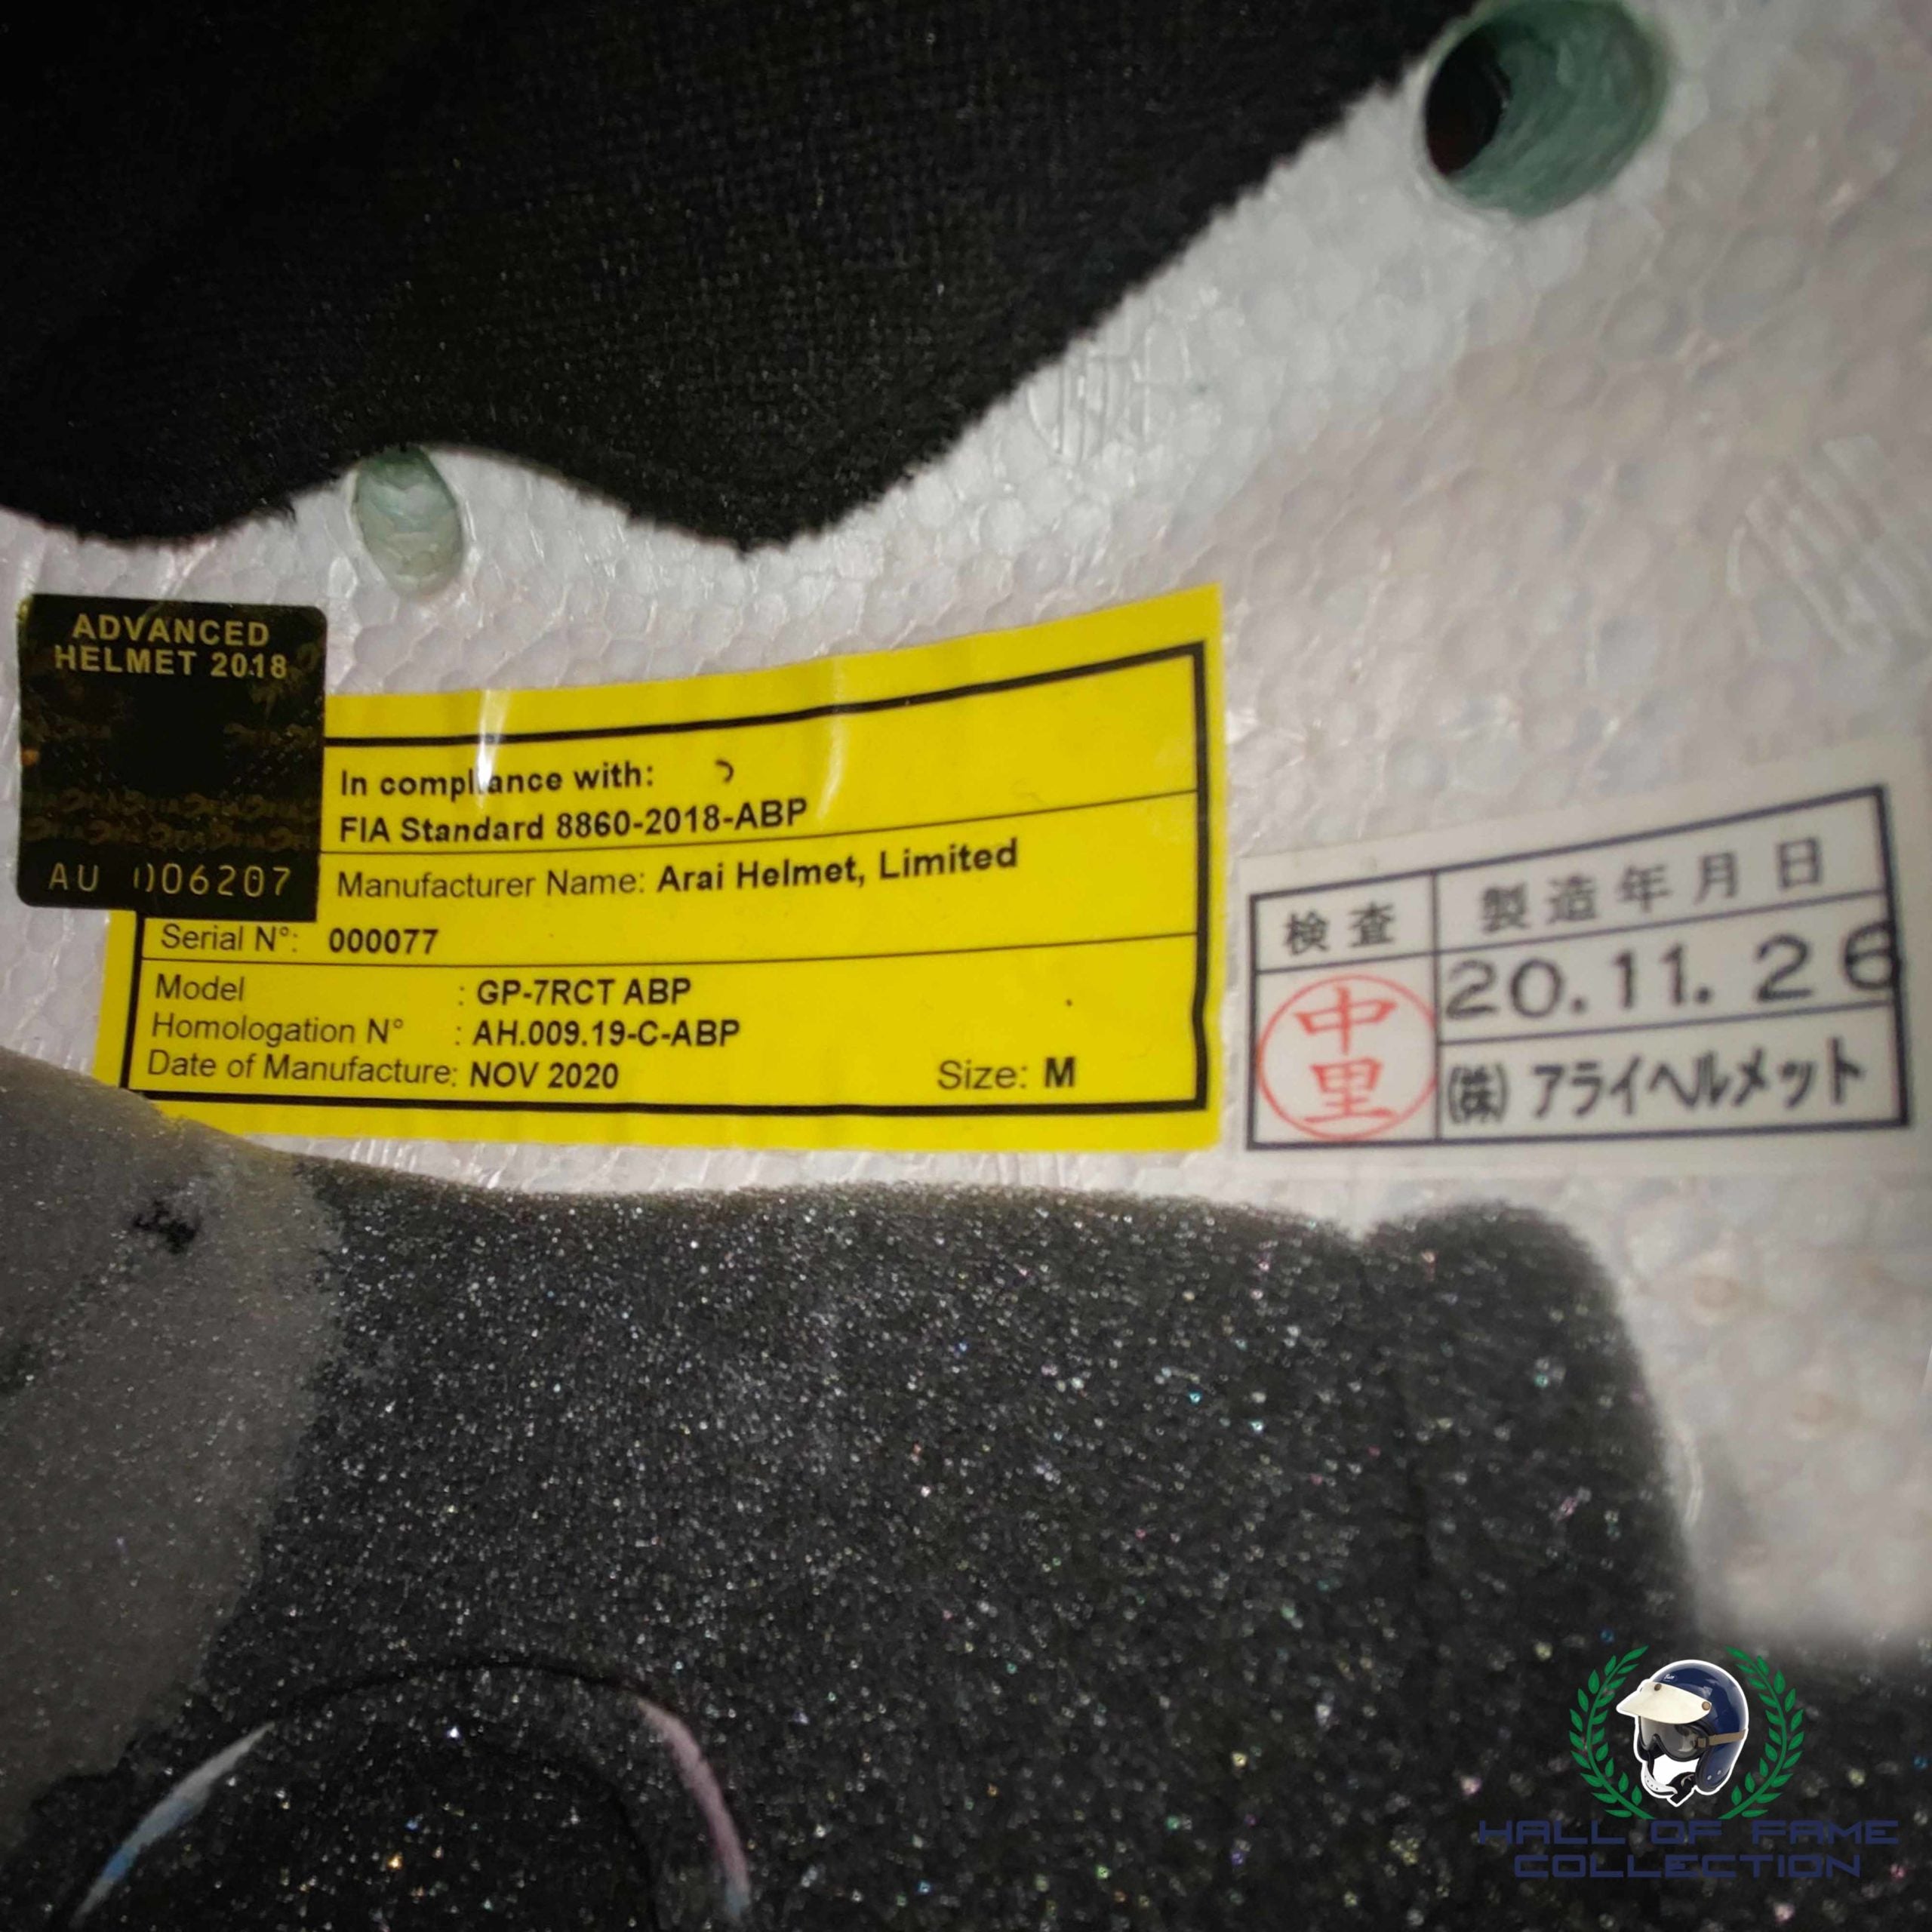 ADVANCED
HELMET 2018
AU 006207
In compliance with:
FIA Standard 8860-2018-ABP
Manufacturer Name: Arai Helmet, Limited
Serial N°: 000077
Model : GP-7RCT ABP
Homologation N° : AH.009.19-C-ABP
Date of Manufacture: NOV 2020 Size: M
検査 製造年月日
中里
20.11.26
(株) アライヘルメット
HALL OF FAME
COLLECTION